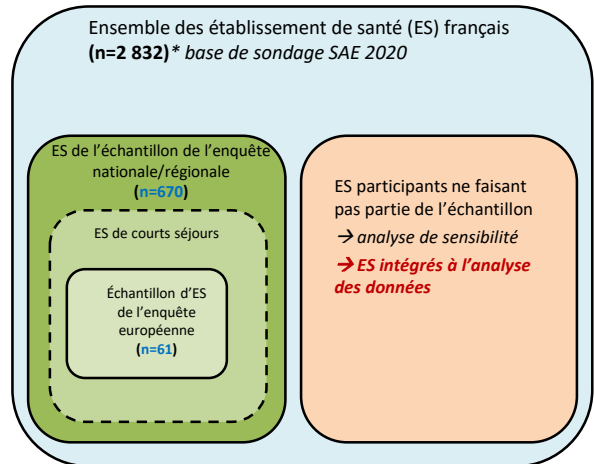 Ensemble des établissement de santé (ES) français
(n=2 832)* base de sondage SAE 2020
ES de l'échantillon de l'enquête
nationale/régionale
(n=670)
ES de courts séjours
Échantillon d'ES
de l'enquête
européenne
(n=61)
ES participants ne faisant
pas partie de l'échantillon
→ analyse de sensibilité
→ ES intégrés à l'analyse
des données